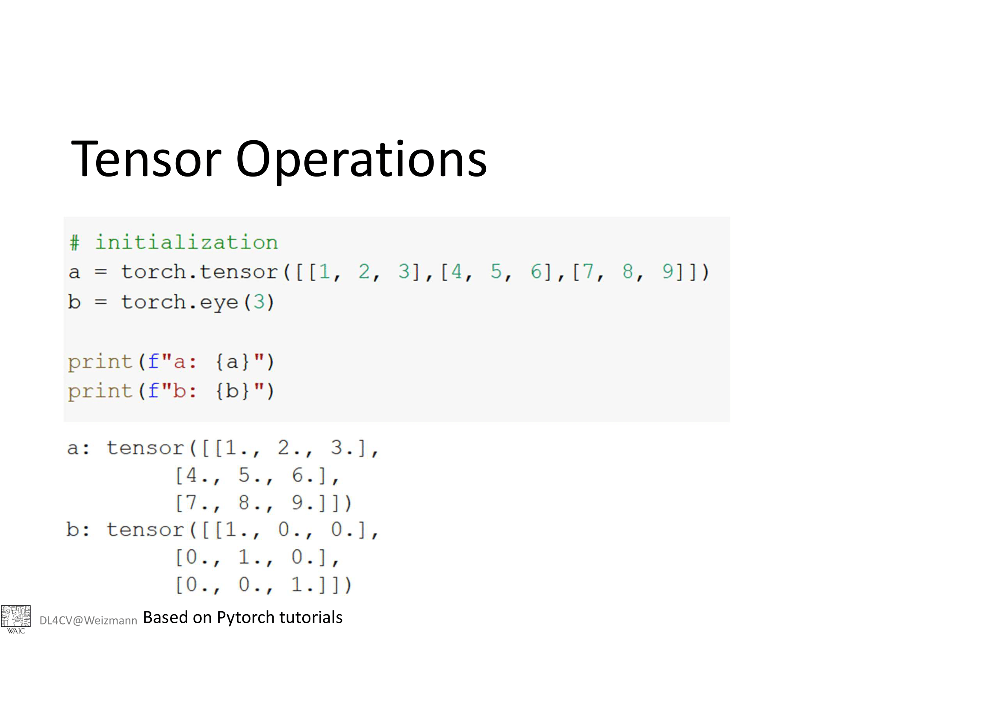 Tensor Operations
# initialization
a = torch.tensor([[1, 2, 3],[4, 5, 6],[7, 8, 9]])
b = torch.eye(3)
print(f"a: {a}")
print(f"b: {b}")
a: tensor([[1., 2., 3.],
[4., 5., 6.],
[7., 8., 9.]])
b: tensor([[1., 0., 0.],
[0., 1., 0.],
[0., 0., 1.]])
WAIC
DL4CV@Weizmann Based on Pytorch tutorials